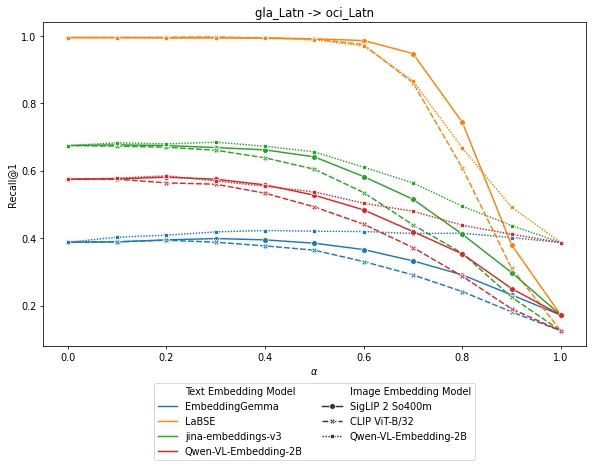 gla_Latn -> oci_Latn
Recall@1
1.0
0.8
0.6
0.4
0.2
0.0 0.2 0.4 0.6 0.8 1.0
α
Text Embedding Model Image Embedding Model
EmbeddingGemma SigLIP 2 So400m
LaBSE CLIP ViT-B/32
jina-embeddings-v3 Qwen-VL-Embedding-2B
Qwen-VL-Embedding-2B